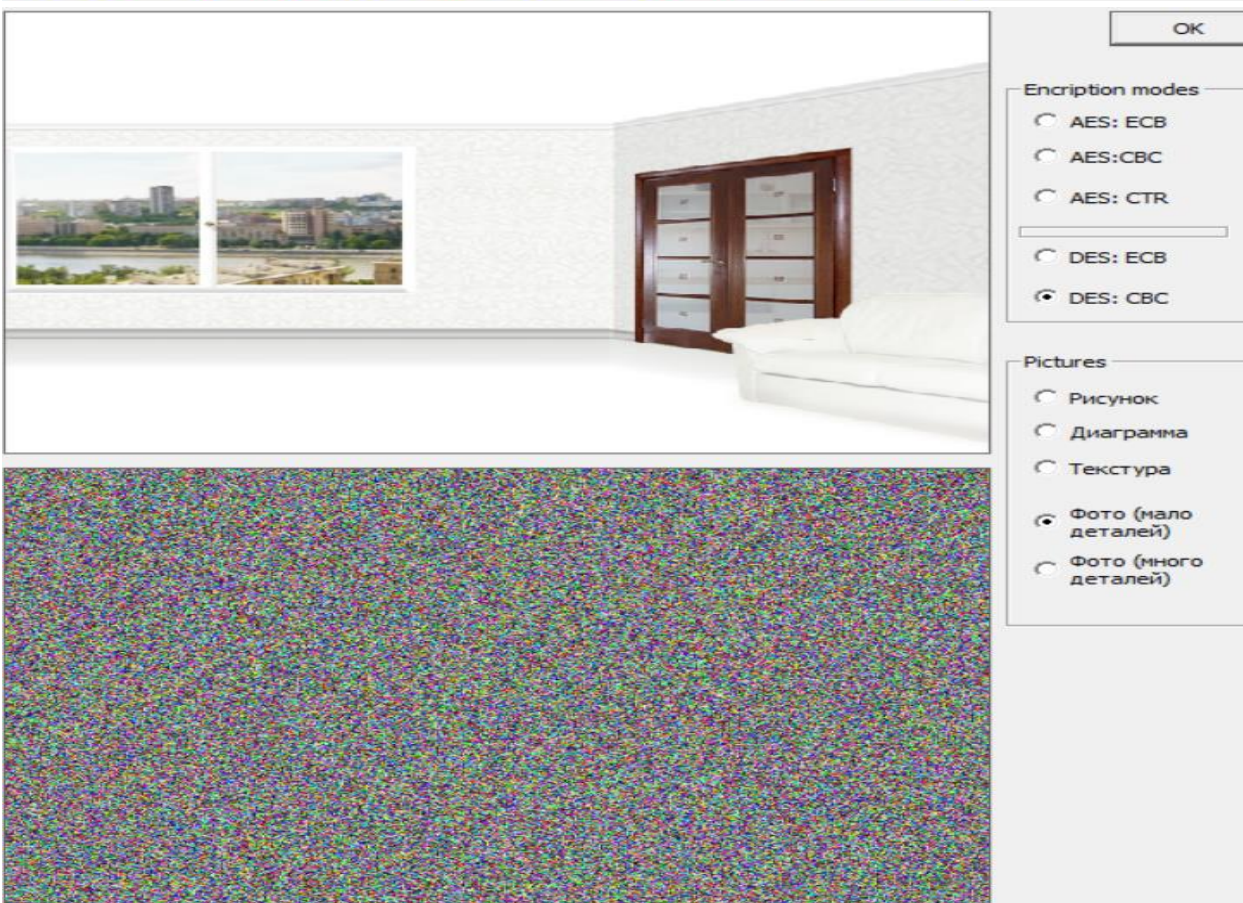 OK
Encription modes
AES: ECB
AES:CBC
AES: CTR
DES: ECB
DES: CBC
Pictures
Рисунок
Диаграмма
Текстура
Фото (мало
деталей)
Фото (много
деталей)